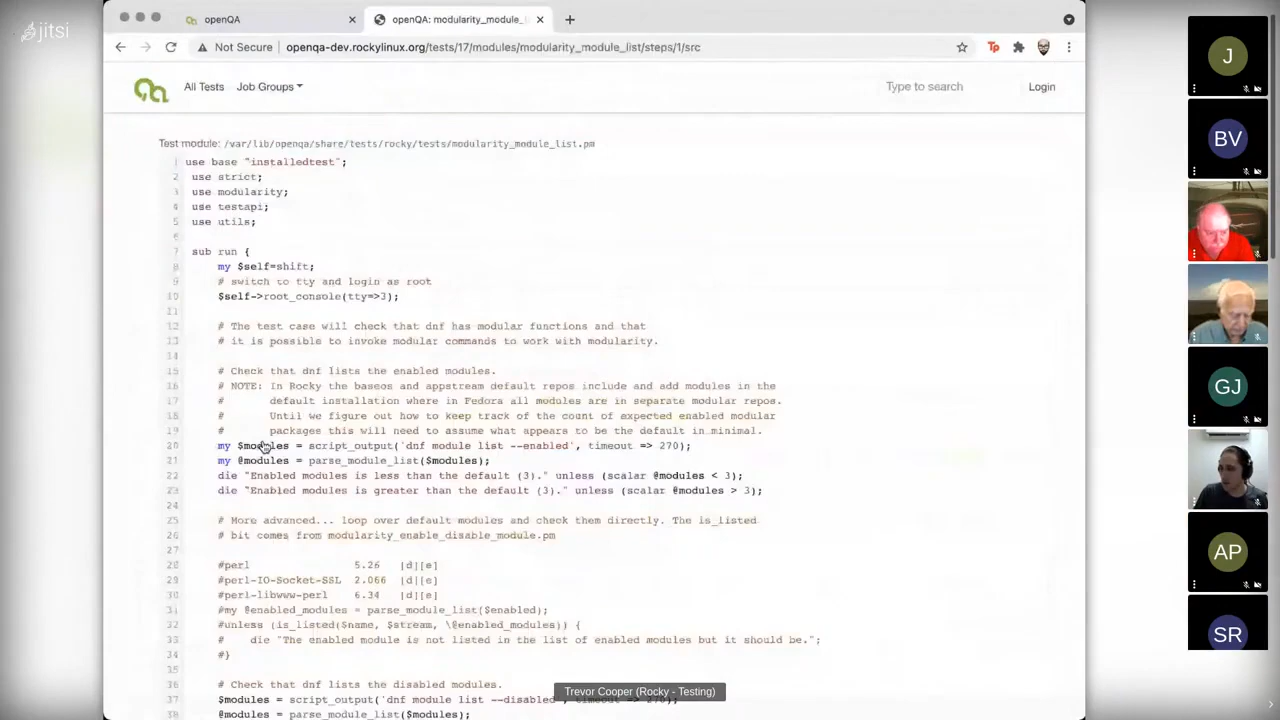 jitsi
openQA
openQA: modularity_module_l
Not Secure
openqa-dev.rockylinux.org/tests/17/modules/modularity_module_list/steps/1/src
All Tests
Job Groups
Type to search
Login
Test module: /var/lib/openqa/share/tests/rocky/tests/modularity_module_list.pm
1 use base "installedtest";
2 use strict;
3 use modularity;
4 use testapi;
5 use utils;
6
7 sub run {
8 my $self=shift;
9 # switch to tty and login as root
10 $self->root_console(tty=>3);
11
12 # The test case will check that dnf has modular functions and that
13 # it is possible to invoke modular commands to work with modularity.
14
15 # Check that dnf lists the enabled modules.
16 # NOTE: In Rocky the baseos and appstream default repos include and add modules in the
17 # default installation where in Fedora all modules are in separate modular repos.
18 # Until we figure out how to keep track of the count of expected enabled modular
19 # packages this will need to assume what appears to be the default in minimal.
20 my $modules = script_output('dnf module list --enabled', timeout => 270);
21 my @modules = parse_module_list($modules);
22 die "Enabled modules is less than the default (3)." unless (scalar @modules < 3);
23 die "Enabled modules is greater than the default (3)." unless (scalar @modules > 3);
24
25 # More advanced... loop over default modules and check them directly. The is_listed
26 # bit comes from modularity_enable_disable_module.pm
27
28 #perl 5.26 [d][e]
29 #perl-IO-Socket-SSL 2.066 [d][e]
30 #perl-libwww-perl 6.34 [d][e]
31 #my @enabled_modules = parse_module_list($enabled);
32 #unless (is_listed($name, $stream, \@enabled_modules)) {
33 # die "The enabled module is not listed in the list of enabled modules but it should be.";
34 #}
35
36 # Check that dnf lists the disabled modules.
37 $modules = script_output('dnf module list --disabled', timeout => 270);
38 @modules = parse_module_list($modules);
Trevor Cooper (Rocky - Testing)
J
BV
GJ
AP
SR